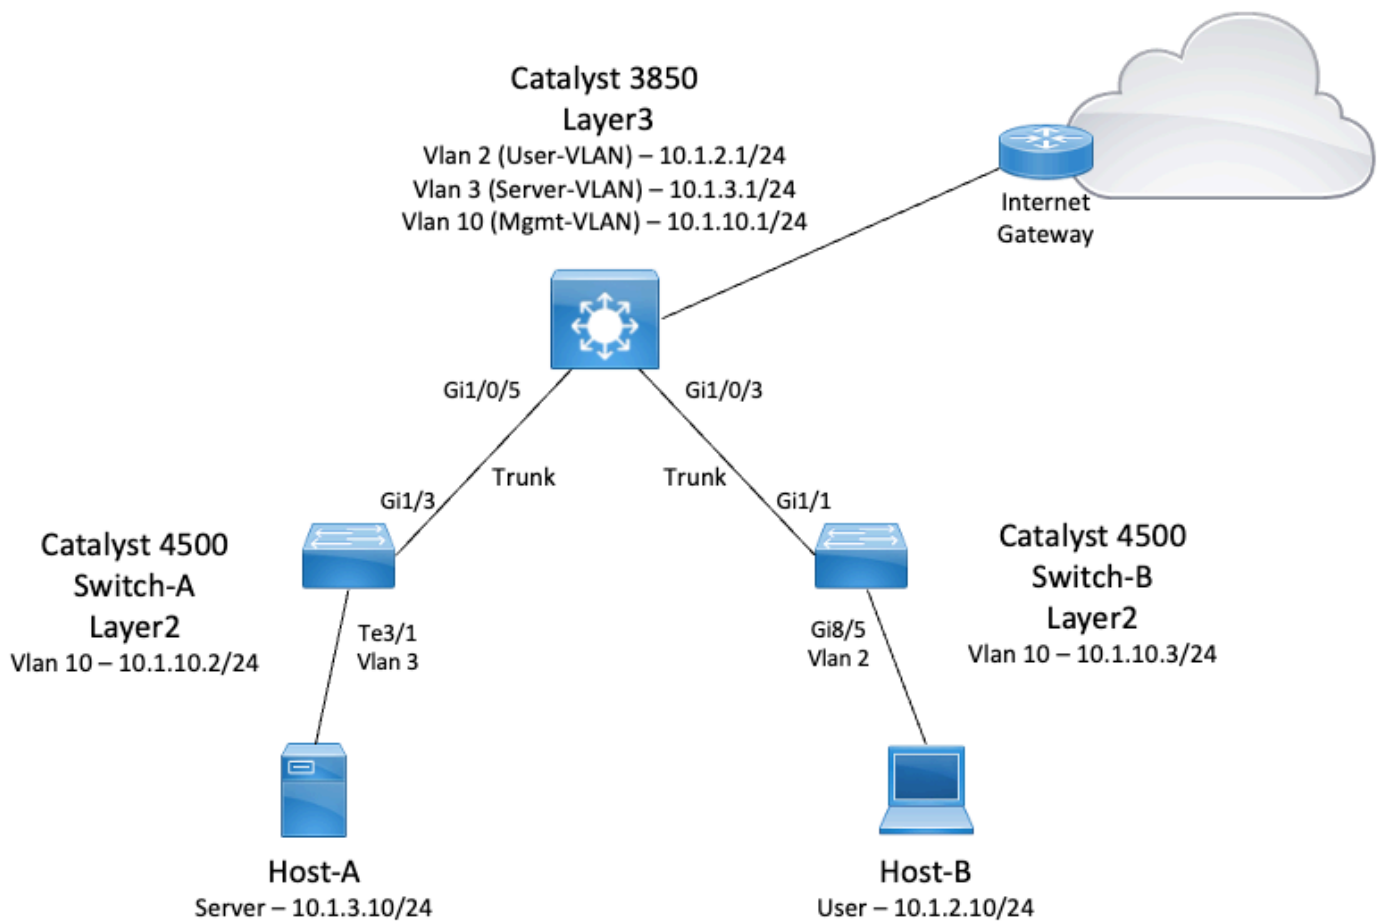 Catalyst 3850
Layer3
Vlan 2 (User-VLAN) – 10.1.2.1/24
Vlan 3 (Server-VLAN) – 10.1.3.1/24
Vlan 10 (Mgmt-VLAN) – 10.1.10.1/24
Internet
Gateway
Gi1/0/5
Gi1/0/3
Trunk
Trunk
Gi1/3
Gi1/1
Catalyst 4500
Switch-A
Layer2
Vlan 10 – 10.1.10.2/24
Te3/1
Vlan 3
Gi8/5
Vlan 2
Catalyst 4500
Switch-B
Layer2
Vlan 10 – 10.1.10.3/24
Host-A
Server – 10.1.3.10/24
Host-B
User – 10.1.2.10/24